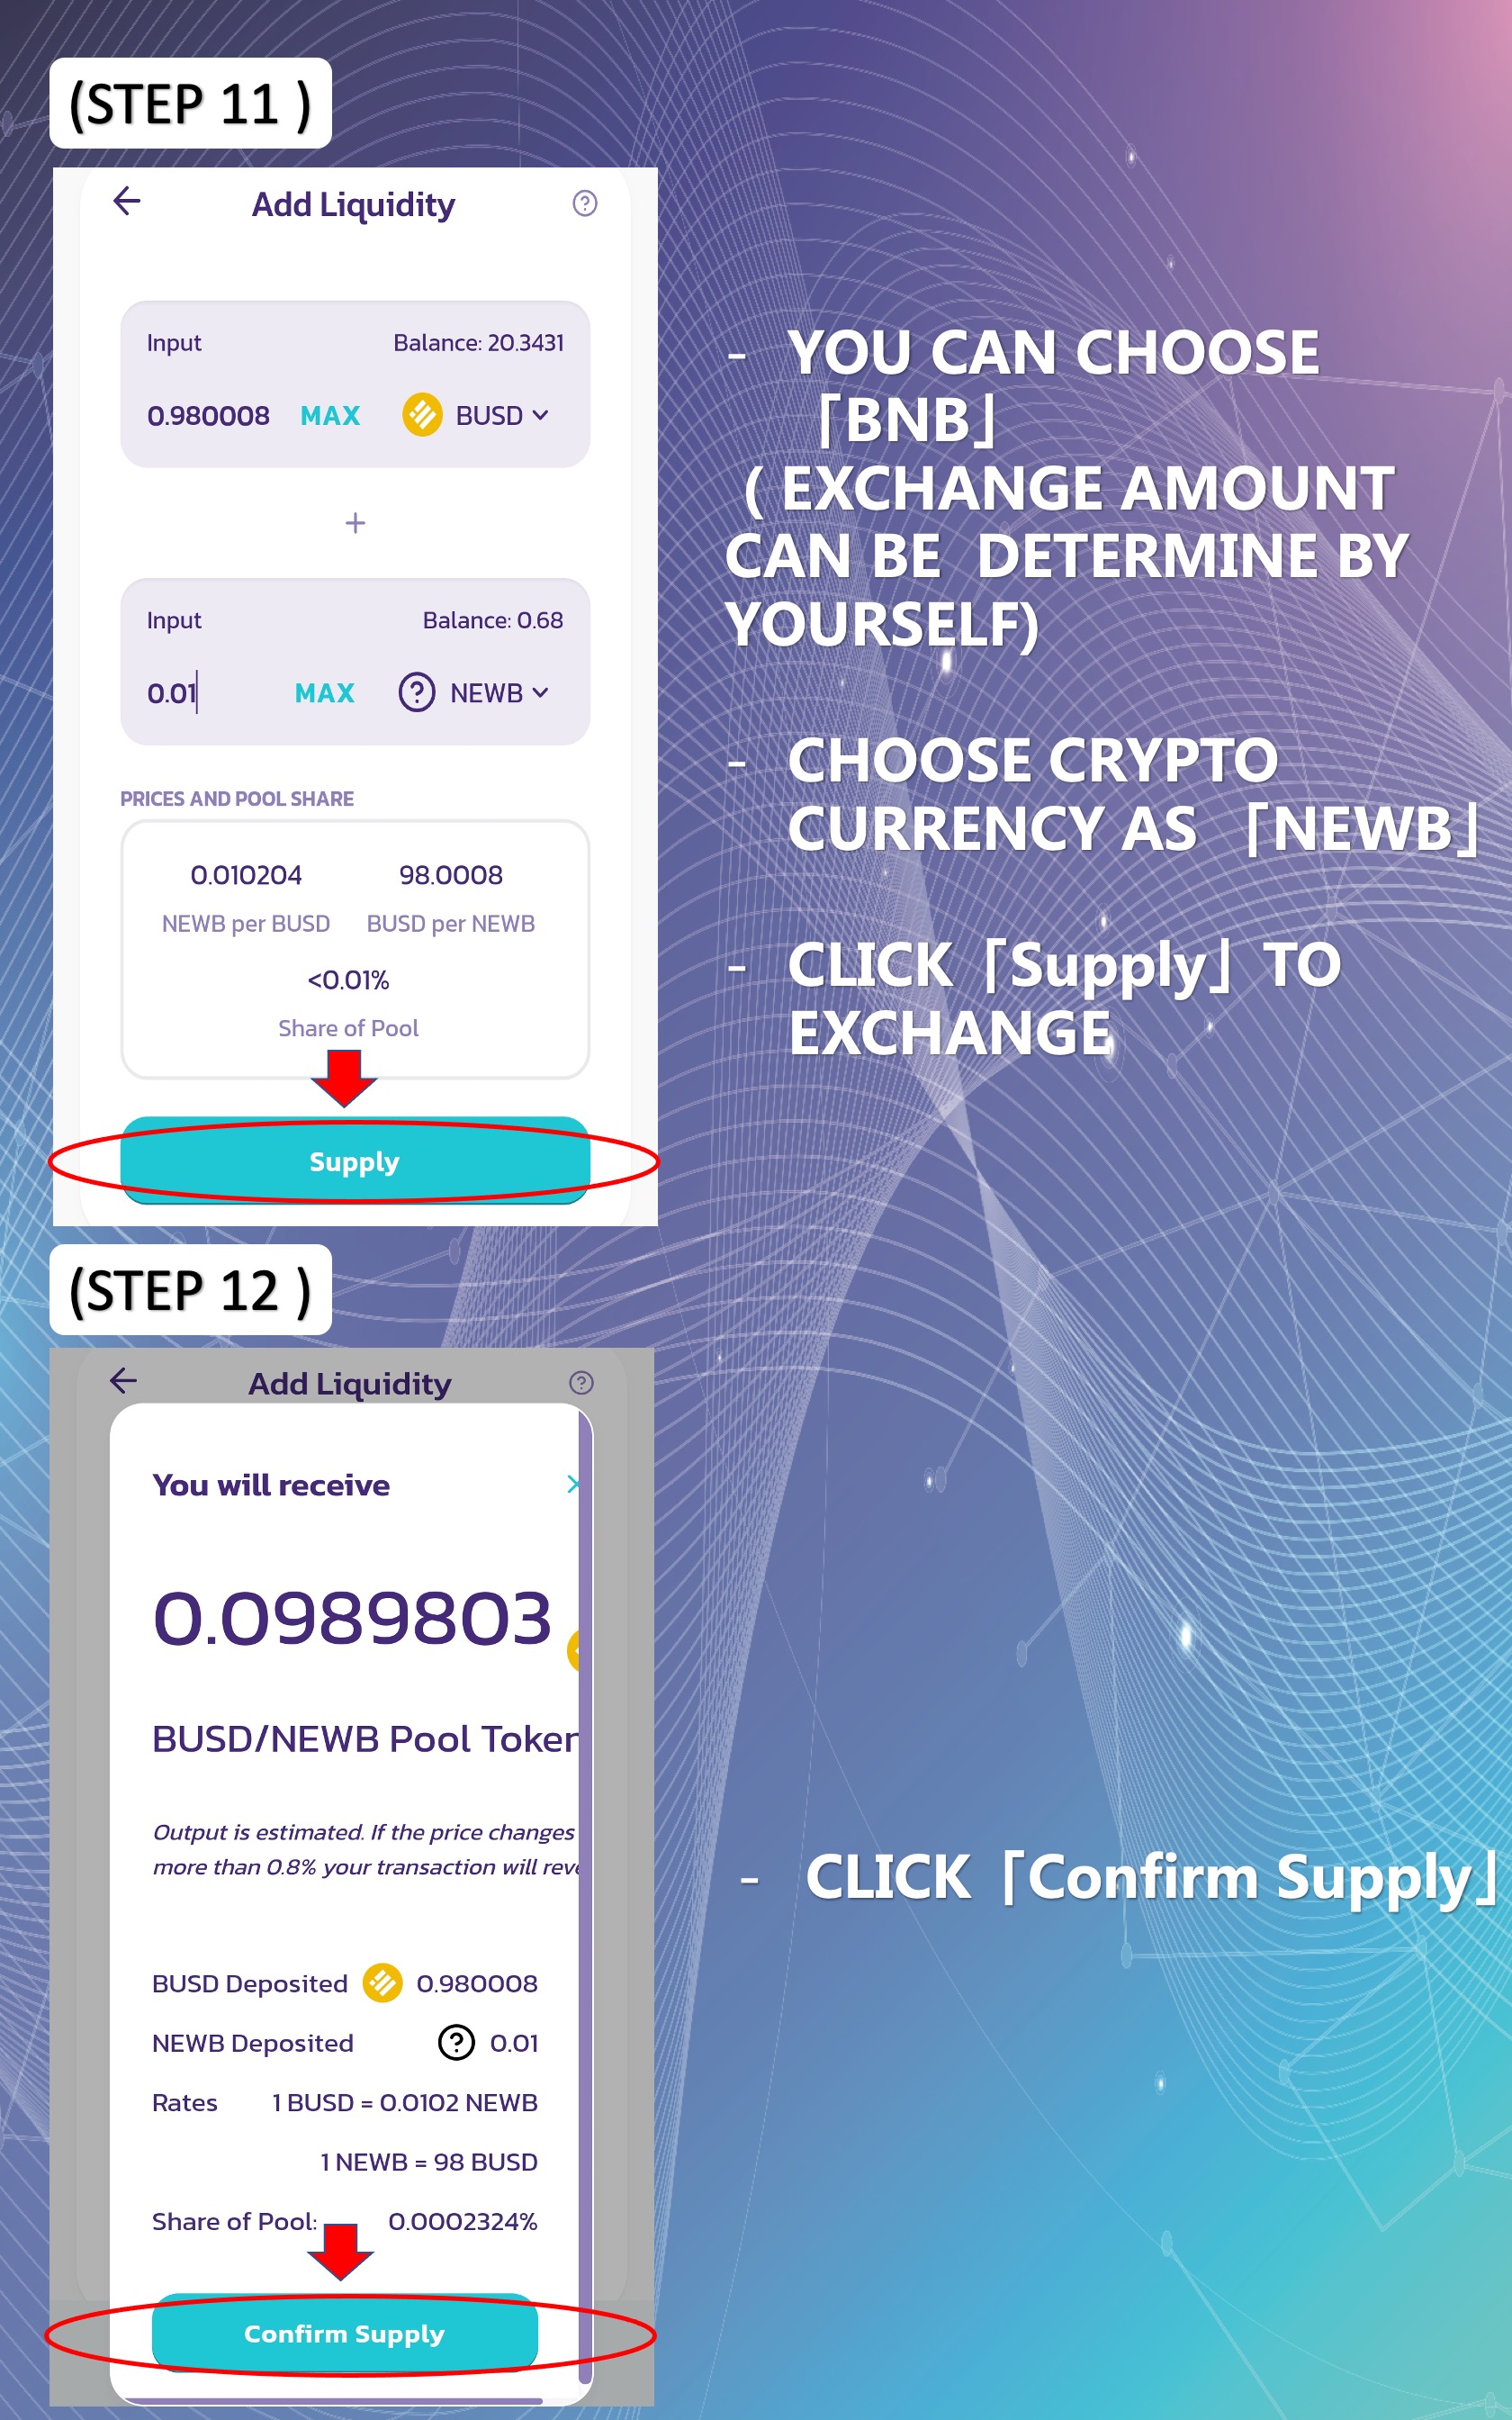 (STEP 11 )
Add Liquidity
Input Balance: 20.3431
0.980008 MAX BUSD
+
Input Balance: 0.68
0.01 MAX NEWB
PRICES AND POOL SHARE
0.010204 98.0008
NEWB per BUSD BUSD per NEWB
<0.01%
Share of Pool
Supply
- YOU CAN CHOOSE
「BNB」
( EXCHANGE AMOUNT
CAN BE DETERMINE BY
YOURSELF)
- CHOOSE CRYPTO
CURRENCY AS 「NEWB」
- CLICK 「Supply」 TO
EXCHANGE
(STEP 12 )
Add Liquidity
You will receive
0.0989803
BUSD/NEWB Pool Token
Output is estimated. If the price changes
more than 0.8% your transaction will reve
BUSD Deposited 0.980008
NEWB Deposited 0.01
Rates 1 BUSD = 0.0102 NEWB
1 NEWB = 98 BUSD
Share of Pool: 0.0002324%
Confirm Supply
- CLICK 「Confirm Supply」